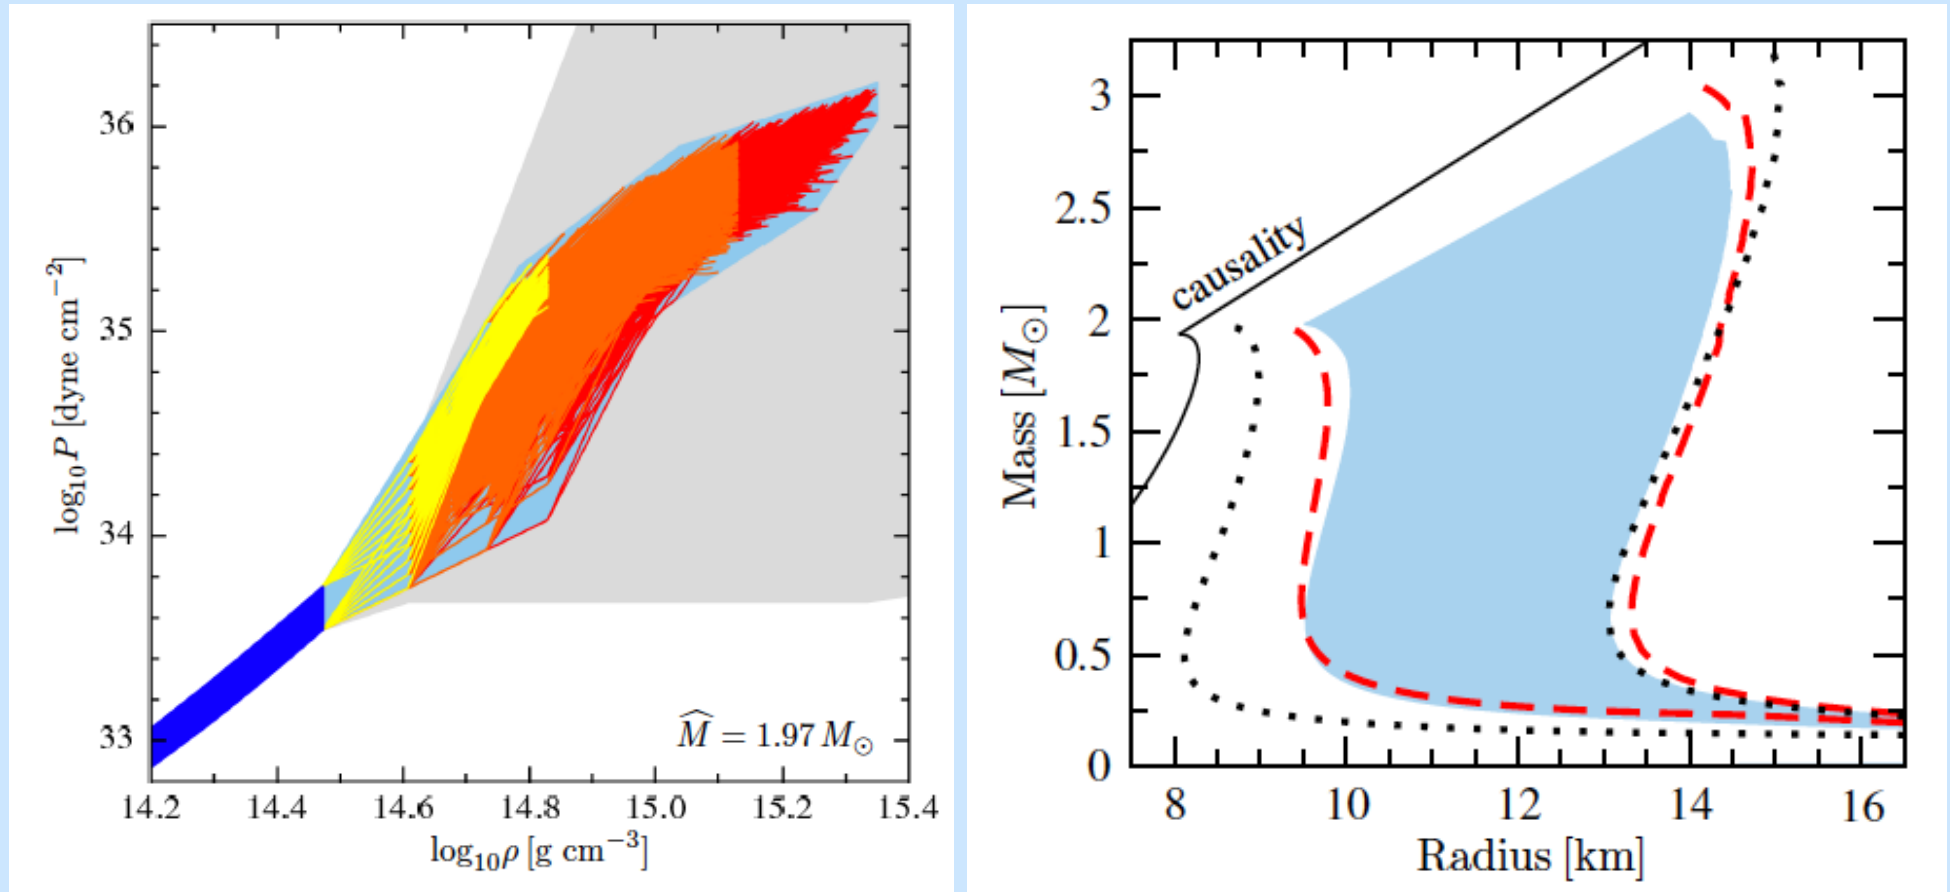 36
35
34
33
log₁₀P [dyne cm⁻²]
M̂ = 1.97 M⊙
14.2 14.4 14.6 14.8 15.0 15.2 15.4
log₁₀ρ [g cm⁻³]
3
2.5
2
1.5
1
0.5
0
Mass [M⊙]
causality
8 10 12 14 16
Radius [km]